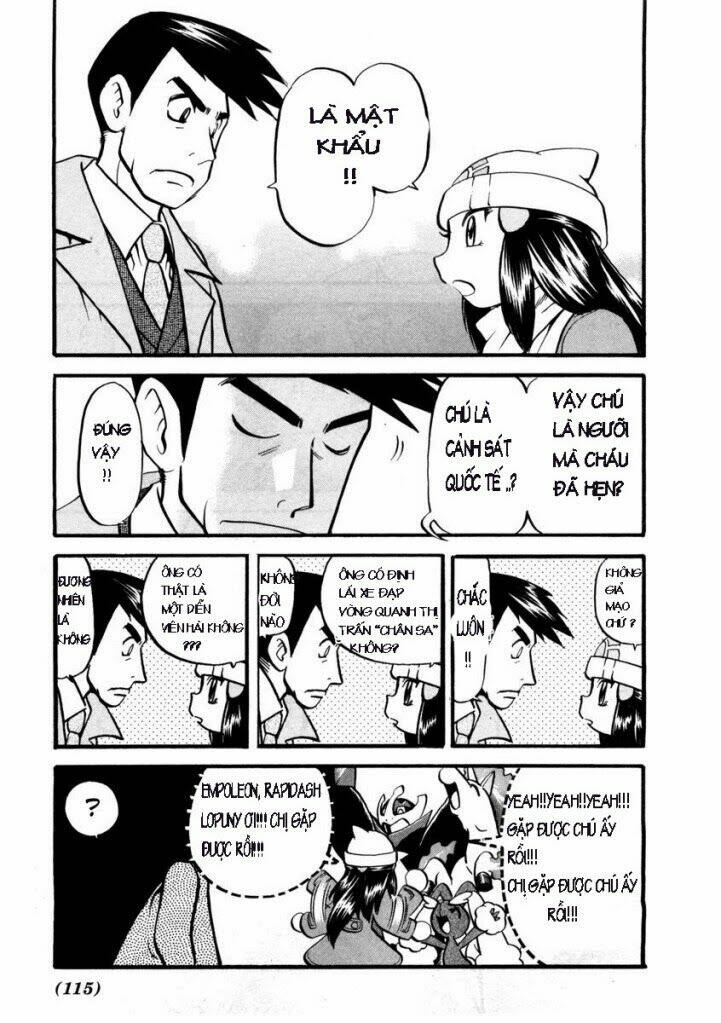 LÀ MẬT
KHẨU
!!
VẬY CHÚ
LÀ NGƯỜI
MÀ CHÁU
ĐÃ HẸN?
CHÚ LÀ
CẢNH SÁT
QUỐC TẾ ..?
ĐÚNG
VẬY
!!
KHÔNG
GIẢ
MẠO
CHỨ ?
CHẮC
LUÔN
!!
ÔNG CÓ ĐỊNH
LÁI XE ĐẠP
VÒNG QUANH THỊ
TRẤN "CHÂN SA"
KHÔNG?
KHÔNG
ĐỜI
NÀO
ÔNG CÓ
THẬT LÀ
MỘT DIỄN
VIÊN HÀI KHÔNG
???
ĐƯƠNG
NHIÊN
LÀ
KHÔNG
YEAH!!YEAH!!YEAH!!!
GẶP ĐƯỢC CHÚ ẤY
RỒI!!!
CHỊ GẶP ĐƯỢC CHÚ ẤY
RỒI!!!
EMPOLEON, RAPIDASH
LOPUNY ƠI!!! CHỊ GẶP
ĐƯỢC RỒI!!!
?
(115)